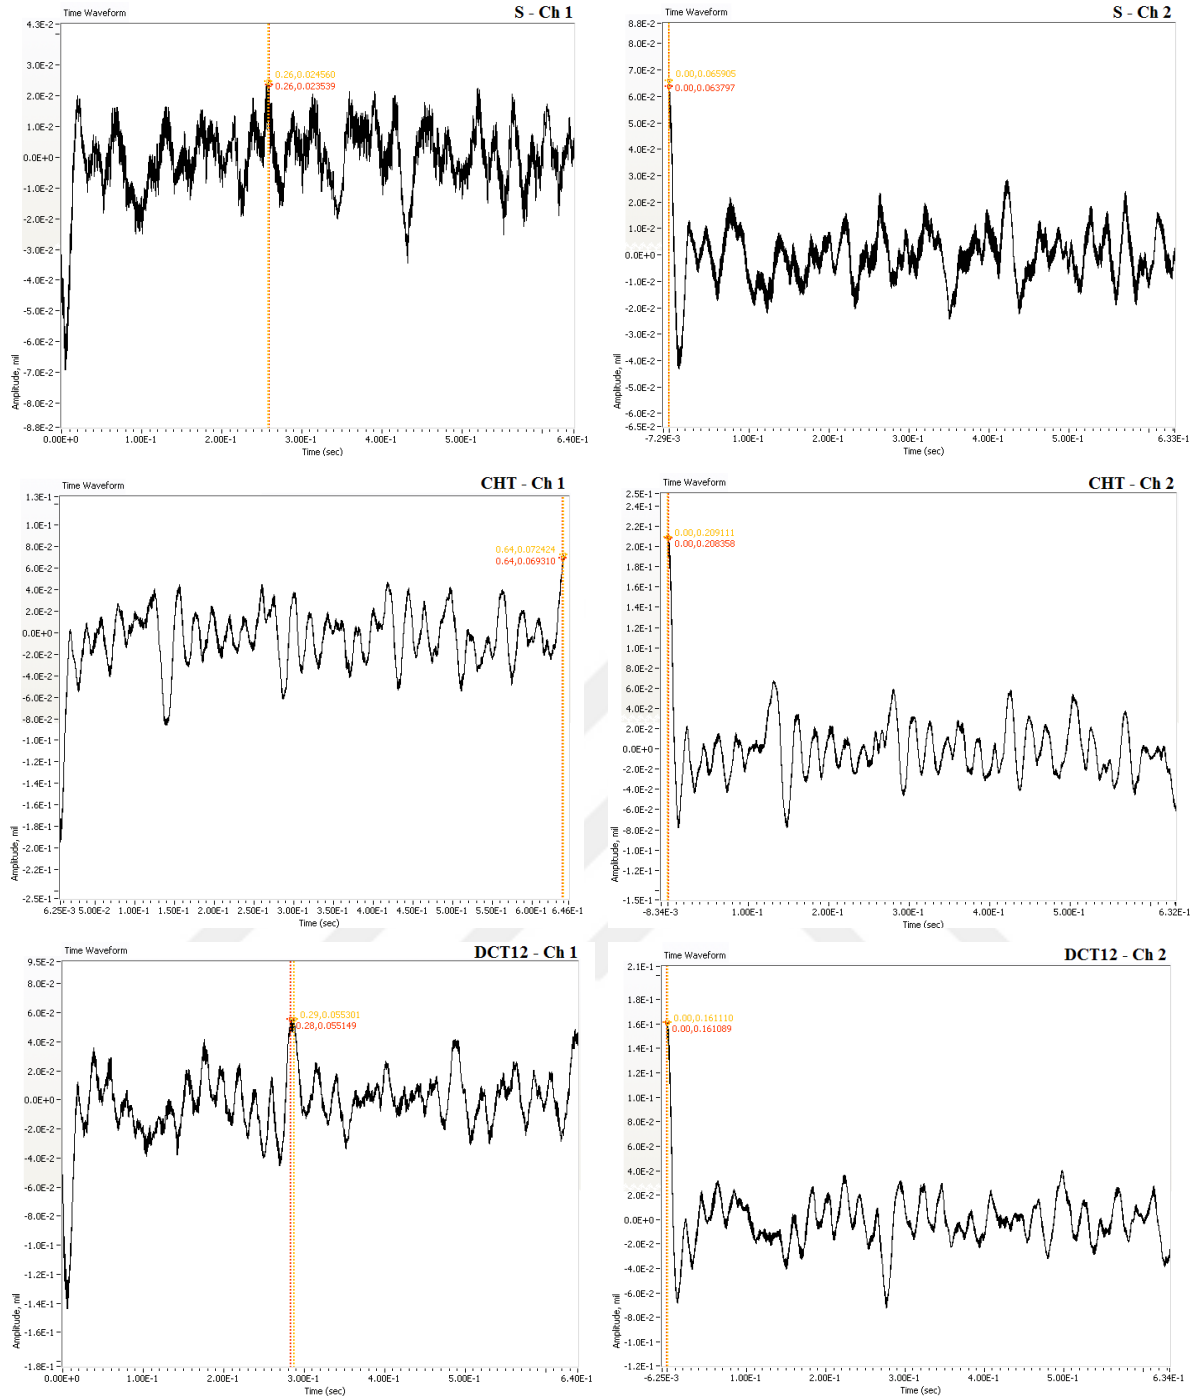 Time Waveform
S - Ch 1
4.3E-2
3.0E-2
2.0E-2
1.0E-2
0.0E+0
-1.0E-2
-2.0E-2
-3.0E-2
-4.0E-2
-5.0E-2
-6.0E-2
-7.0E-2
-8.0E-2
-8.8E-2
Amplitude, mil
0.26,0.024560
0.26,0.023539
0.00E+0 1.00E-1 2.00E-1 3.00E-1 4.00E-1 5.00E-1 6.40E-1
Time (sec)
Time Waveform
S - Ch 2
8.8E-2
8.0E-2
7.0E-2
6.0E-2
5.0E-2
4.0E-2
3.0E-2
2.0E-2
1.0E-2
0.0E+0
-1.0E-2
-2.0E-2
-3.0E-2
-4.0E-2
-5.0E-2
-6.5E-2
Amplitude, mil
0.00,0.065905
0.00,0.063797
-7.29E-3 1.00E-1 2.00E-1 3.00E-1 4.00E-1 5.00E-1 6.33E-1
Time (sec)
Time Waveform
CHT - Ch 1
1.3E-1
1.0E-1
8.0E-2
6.0E-2
4.0E-2
2.0E-2
0.0E+0
-2.0E-2
-4.0E-2
-6.0E-2
-8.0E-2
-1.0E-1
-1.2E-1
-1.4E-1
-1.6E-1
-1.8E-1
-2.0E-1
-2.2E-1
-2.5E-1
Amplitude, mil
0.64,0.072424
0.64,0.069310
6.25E-3 5.00E-2 1.00E-1 1.50E-1 2.00E-1 2.50E-1 3.00E-1 3.50E-1 4.00E-1 4.50E-1 5.00E-1 5.50E-1 6.00E-1 6.46E-1
Time (sec)
Time Waveform
CHT - Ch 2
2.5E-1
2.4E-1
2.2E-1
2.0E-1
1.8E-1
1.6E-1
1.4E-1
1.2E-1
1.0E-1
8.0E-2
6.0E-2
4.0E-2
2.0E-2
0.0E+0
-2.0E-2
-4.0E-2
-6.0E-2
-8.0E-2
-1.0E-1
-1.2E-1
-1.5E-1
Amplitude, mil
0.00,0.209111
0.00,0.208358
-8.34E-3 1.00E-1 2.00E-1 3.00E-1 4.00E-1 5.00E-1 6.32E-1
Time (sec)
Time Waveform
DCT12 - Ch 1
9.5E-2
8.0E-2
6.0E-2
4.0E-2
2.0E-2
0.0E+0
-2.0E-2
-4.0E-2
-6.0E-2
-8.0E-2
-1.0E-1
-1.2E-1
-1.4E-1
-1.6E-1
-1.8E-1
Amplitude, mil
0.29,0.055301
0.28,0.055149
0.00E+0 1.00E-1 2.00E-1 3.00E-1 4.00E-1 5.00E-1 6.40E-1
Time (sec)
Time Waveform
DCT12 - Ch 2
2.1E-1
1.8E-1
1.6E-1
1.4E-1
1.2E-1
1.0E-1
8.0E-2
6.0E-2
4.0E-2
2.0E-2
0.0E+0
-2.0E-2
-4.0E-2
-6.0E-2
-8.0E-2
-1.0E-1
-1.2E-1
Amplitude, mil
0.00,0.161110
0.00,0.161089
-6.25E-3 1.00E-1 2.00E-1 3.00E-1 4.00E-1 5.00E-1 6.34E-1
Time (sec)